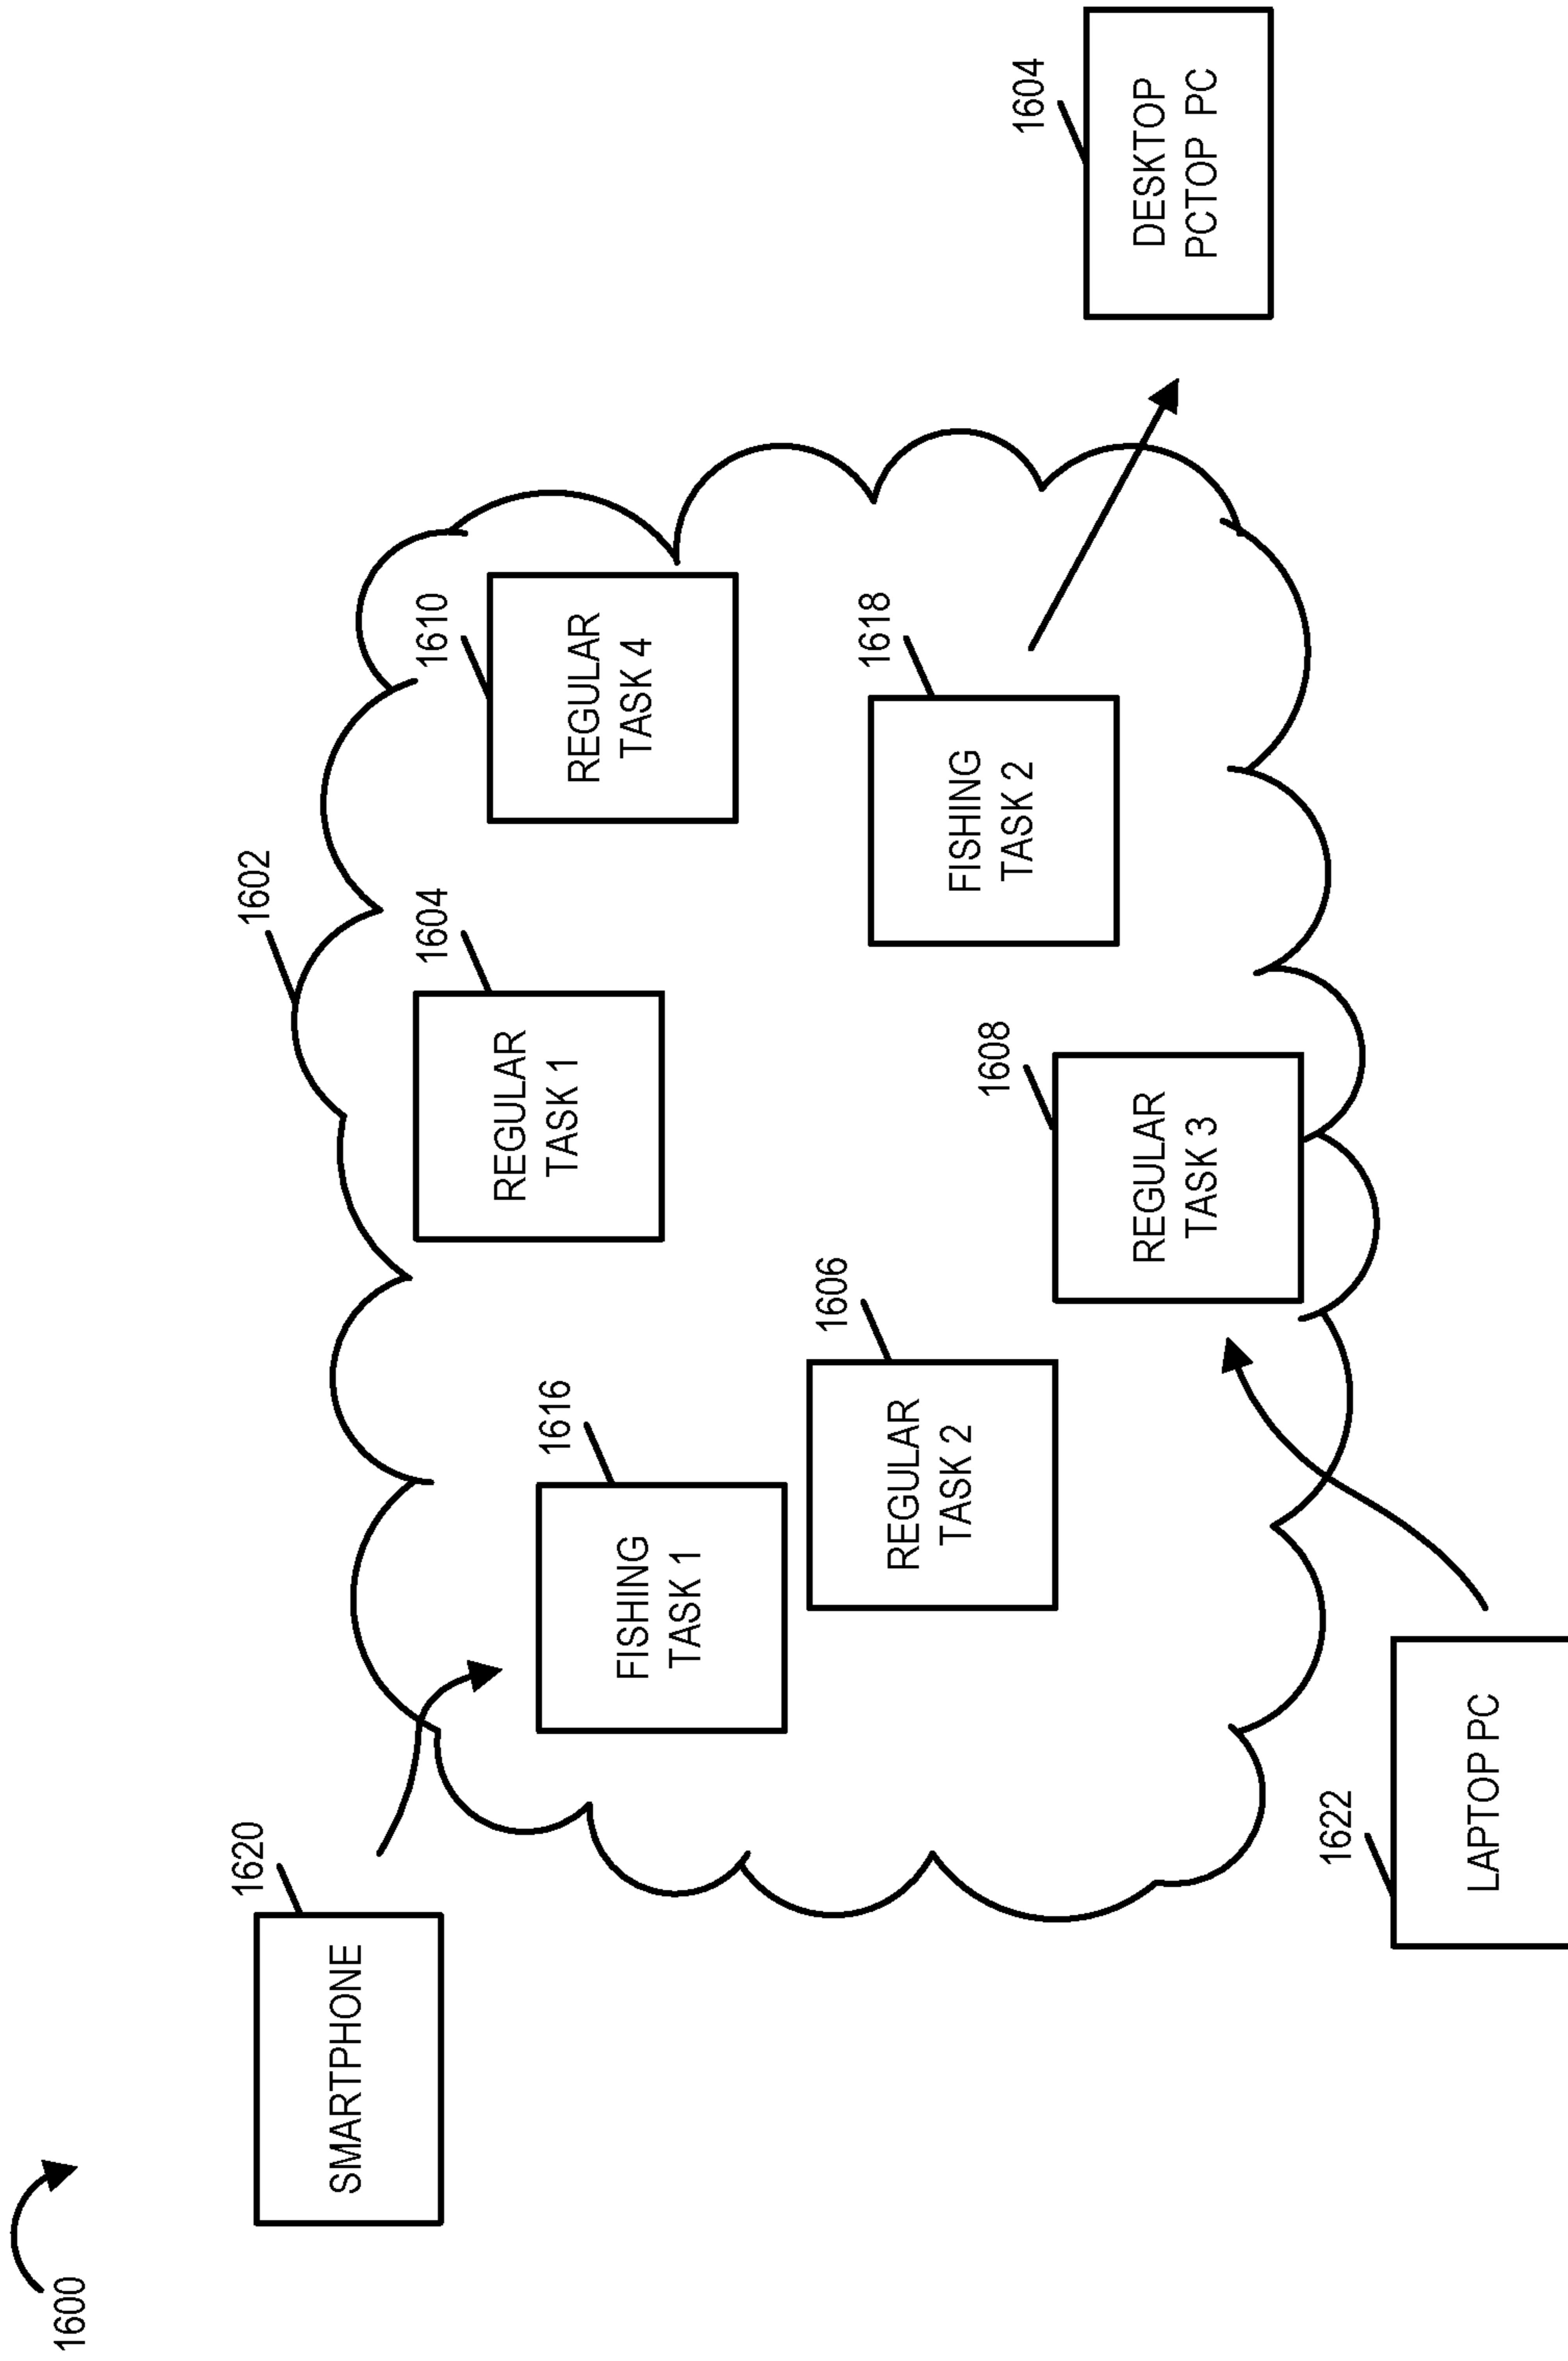 1600
1620
SMARTPHONE
1602
1604
REGULAR
TASK 1
1610
REGULAR
TASK 4
1616
FISHING
TASK 1
1606
REGULAR
TASK 2
1618
FISHING
TASK 2
1608
REGULAR
TASK 3
1604
DESKTOP
PCTOP PC
1622
LAPTOP PC